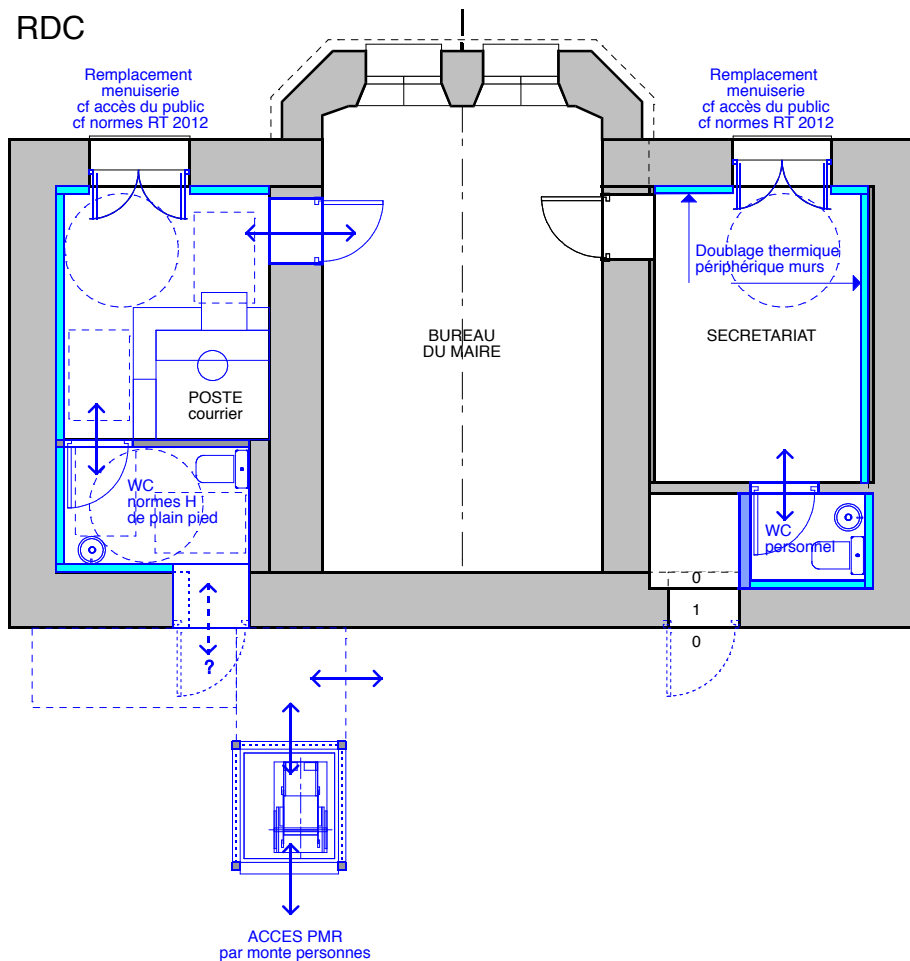 RDC
Remplacement
menuiserie
cf accès du public
cf normes RT 2012
Remplacement
menuiserie
cf accès du public
cf normes RT 2012
Doublage thermique
périphérique murs
BUREAU
DU MAIRE
SECRETARIAT
POSTE
courrier
WC
normes H
de plain pied
WC
personnel
0
1
0
?
ACCES PMR
par monte personnes